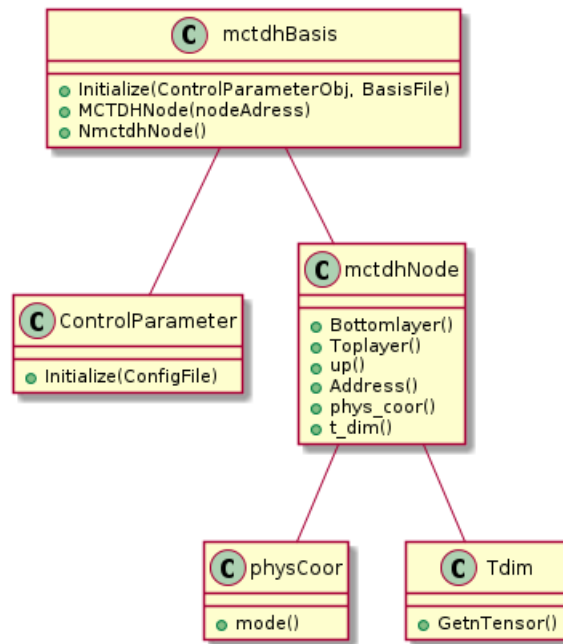 C mctdhBasis
Initialize(ControlParameterObj, BasisFile)
MCTDHNode(nodeAdress)
NmctdhNode()
C ControlParameter
Initialize(ConfigFile)
C mctdhNode
Bottomlayer()
Toplayer()
up()
Address()
phys_coor()
t_dim()
C physCoor
mode()
C Tdim
GetnTensor()